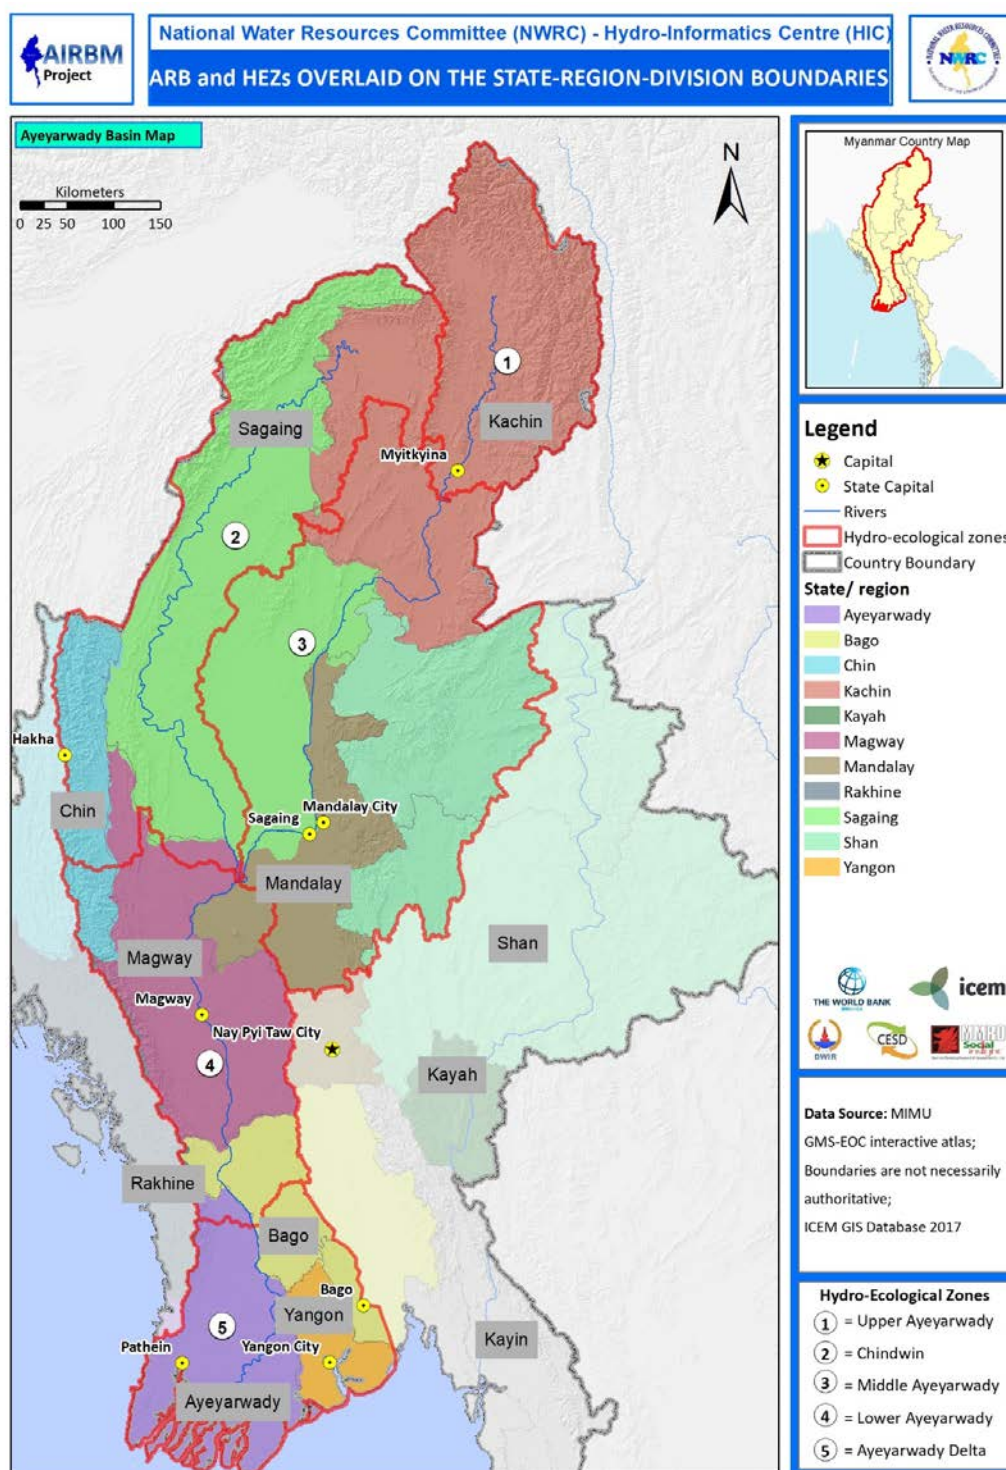 AIRBM
Project
National Water Resources Committee (NWRC) - Hydro-Informatics Centre (HIC)
ARB and HEZs OVERLAID ON THE STATE-REGION-DIVISION BOUNDARIES
NWRC
Ayeyarwady Basin Map
Kilometers
0 25 50 100 150
N
Myanmar Country Map
1
Kachin
Sagaing
Myitkyina
2
3
Hakha
Chin
Mandalay City
Sagaing
Mandalay
Shan
Magway
Magway
Nay Pyi Taw City
4
Kayah
Rakhine
Bago
Bago
Yangon
5
Kayin
Pathein
Yangon City
Ayeyarwady
Legend
Capital
State Capital
Rivers
Hydro-ecological zones
Country Boundary
State/ region
Ayeyarwady
Bago
Chin
Kachin
Kayah
Magway
Mandalay
Rakhine
Sagaing
Shan
Yangon
THE WORLD BANK
icem
DWIR
CESD
MMRD
Social
Data Source: MIMU
GMS-EOC interactive atlas;
Boundaries are not necessarily
authoritative;
ICEM GIS Database 2017
Hydro-Ecological Zones
1 = Upper Ayeyarwady
2 = Chindwin
3 = Middle Ayeyarwady
4 = Lower Ayeyarwady
5 = Ayeyarwady Delta